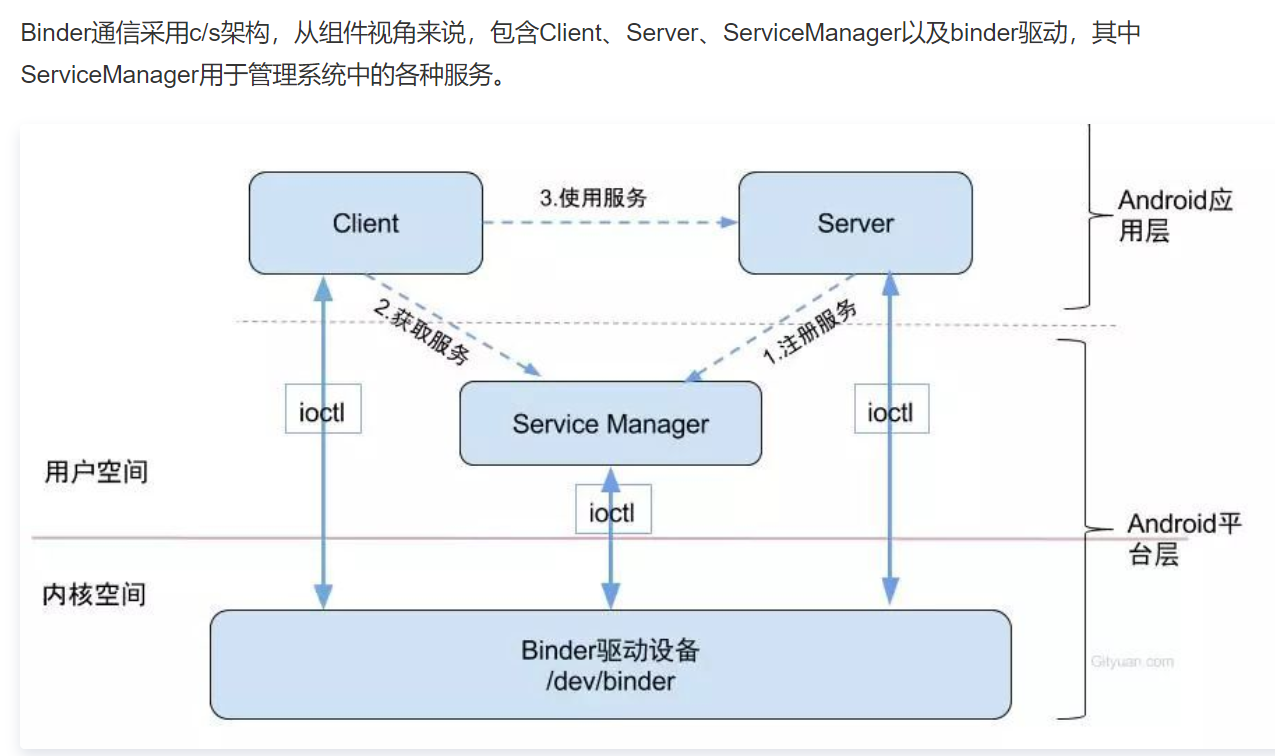 Binder通信采用c/s架构，从组件视角来说，包含Client、Server、ServiceManager以及binder驱动，其中
ServiceManager用于管理系统中的各种服务。
Client
3.使用服务
Server
Android应
用层
2.获取服务
1.注册服务
ioctl
Service Manager
ioctl
用户空间
ioctl
Android平
台层
内核空间
Binder驱动设备
/dev/binder
Gityuan.com